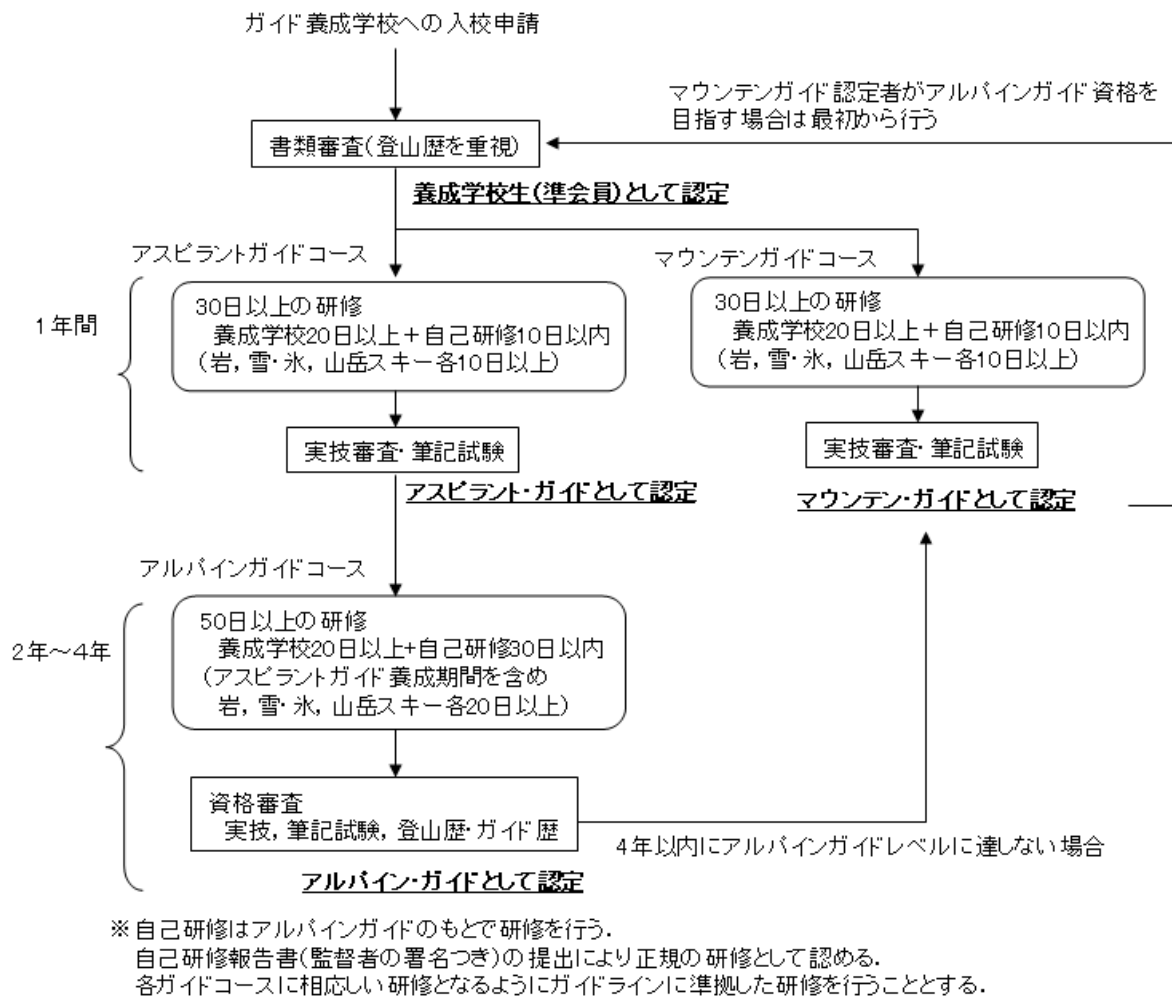 ガイド養成学校への入校申請
マウンテンガイド認定者がアルパインガイド資格を
目指す場合は最初から行う
書類審査(登山歴を重視)
養成学校生(準会員)として認定
アスピラントガイドコース
マウンテンガイドコース
1年間
30日以上の研修
養成学校20日以上+自己研修10日以内
(岩, 雪・氷, 山岳スキー各10日以上)
30日以上の研修
養成学校20日以上+自己研修10日以内
(岩, 雪・氷, 山岳スキー各10日以上)
実技審査・筆記試験
実技審査・筆記試験
アスピラント・ガイドとして認定
マウンテン・ガイドとして認定
アルパインガイドコース
2年～4年
50日以上の研修
養成学校20日以上+自己研修30日以内
(アスピラントガイド養成期間を含め
岩, 雪・氷, 山岳スキー各20日以上)
資格審査
実技, 筆記試験, 登山歴・ガイド歴
4年以内にアルパインガイドレベルに達しない場合
アルパイン・ガイドとして認定
※自己研修はアルパインガイドのもとで研修を行う.
自己研修報告書(監督者の署名つき)の提出により正規の研修として認める.
各ガイドコースに相応しい研修となるようにガイドラインに準拠した研修を行うこととする.